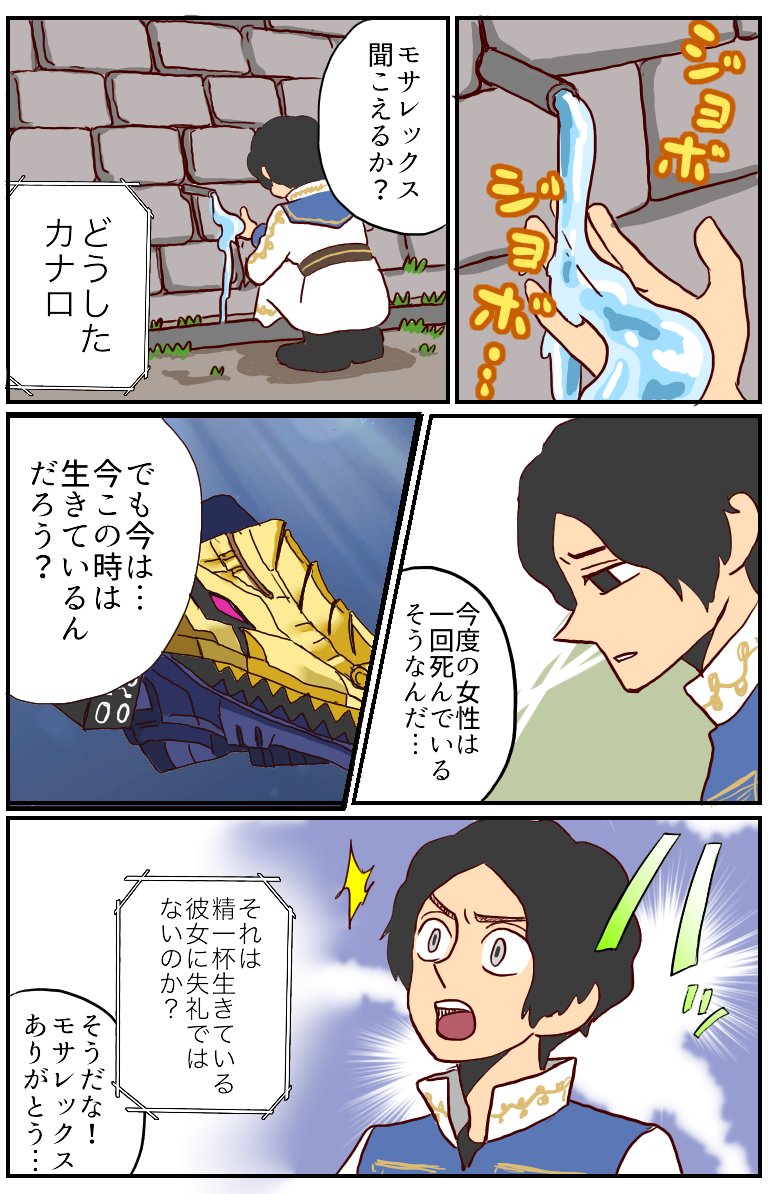 ジョボ
ジョボ…
モサレックス
聞こえるか？
どうした
カナロ
今度の女性は
一回死んでいる
そうなんだ…
でも今は…
今この時は
生きているん
だろう？
00
それは
精一杯生きている
彼女に失礼では
ないのか？
ツ
そうだな！
モサレックス
ありがとう…